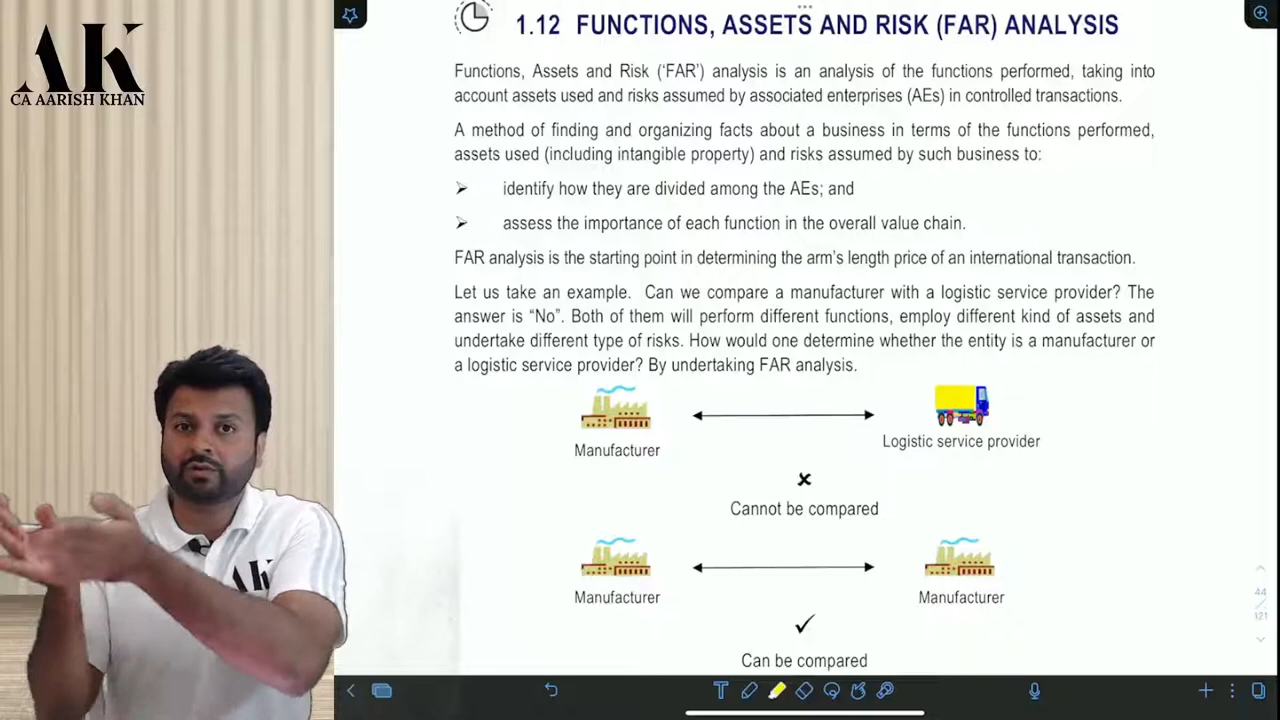 AK
CA AARISH KHAN
1.12 FUNCTIONS, ASSETS AND RISK (FAR) ANALYSIS
Functions, Assets and Risk (‘FAR’) analysis is an analysis of the functions performed, taking into
account assets used and risks assumed by associated enterprises (AEs) in controlled transactions.
A method of finding and organizing facts about a business in terms of the functions performed,
assets used (including intangible property) and risks assumed by such business to:
identify how they are divided among the AEs; and
assess the importance of each function in the overall value chain.
FAR analysis is the starting point in determining the arm’s length price of an international transaction.
Let us take an example. Can we compare a manufacturer with a logistic service provider? The
answer is “No”. Both of them will perform different functions, employ different kind of assets and
undertake different type of risks. How would one determine whether the entity is a manufacturer or
a logistic service provider? By undertaking FAR analysis.
Manufacturer
Logistic service provider
Cannot be compared
Manufacturer
Manufacturer
Can be compared
AK
44
121
T